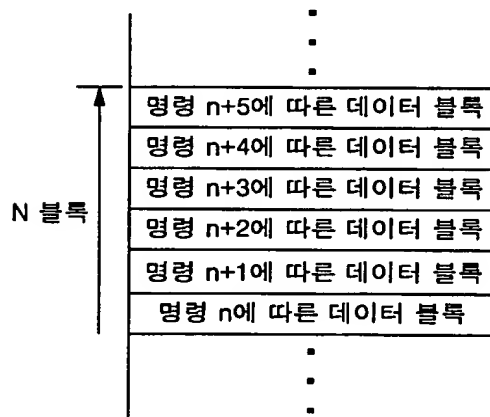 명령 n+5에 따른 데이터 블록
명령 n+4에 따른 데이터 블록
명령 n+3에 따른 데이터 블록
N 블록
명령 n+2에 따른 데이터 블록
명령 n+1에 따른 데이터 블록
명령 n에 따른 데이터 블록